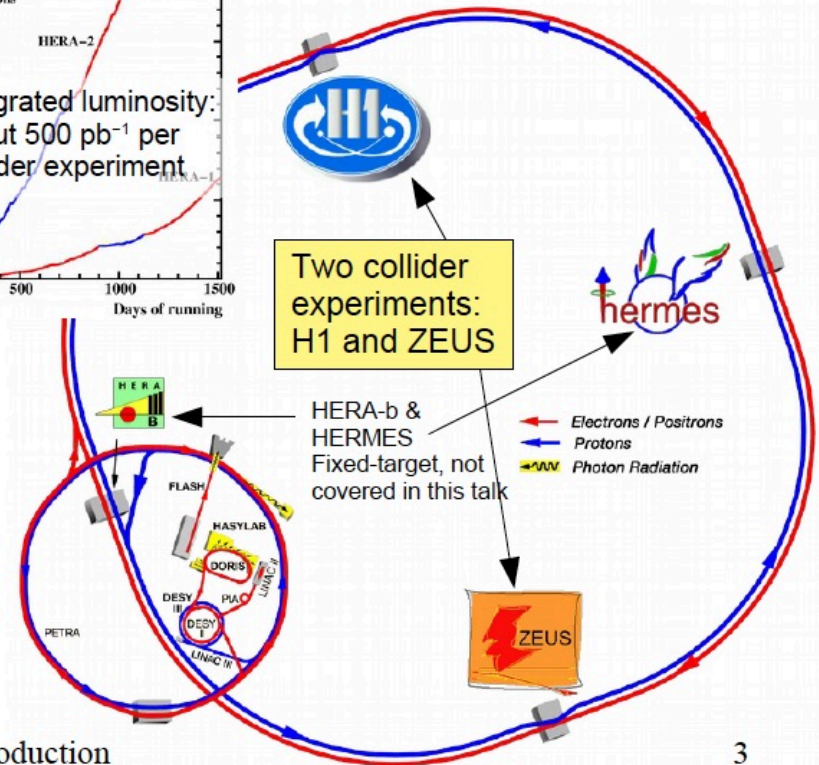 HERA-2
grated luminosity:
ut 500 pb⁻¹ per
der experiment
HERA-1
500 1000 1500
Days of running
H1
Two collider
experiments:
H1 and ZEUS
hermes
HERA
B
HERA-b &
HERMES
Fixed-target, not
covered in this talk
Electrons / Positrons
Protons
Photon Radiation
FLASH
HASYLAB
DORIS
LINAC II
DESY
III
PIA
DESY
II
LINAC III
PETRA
ZEUS
oduction
3